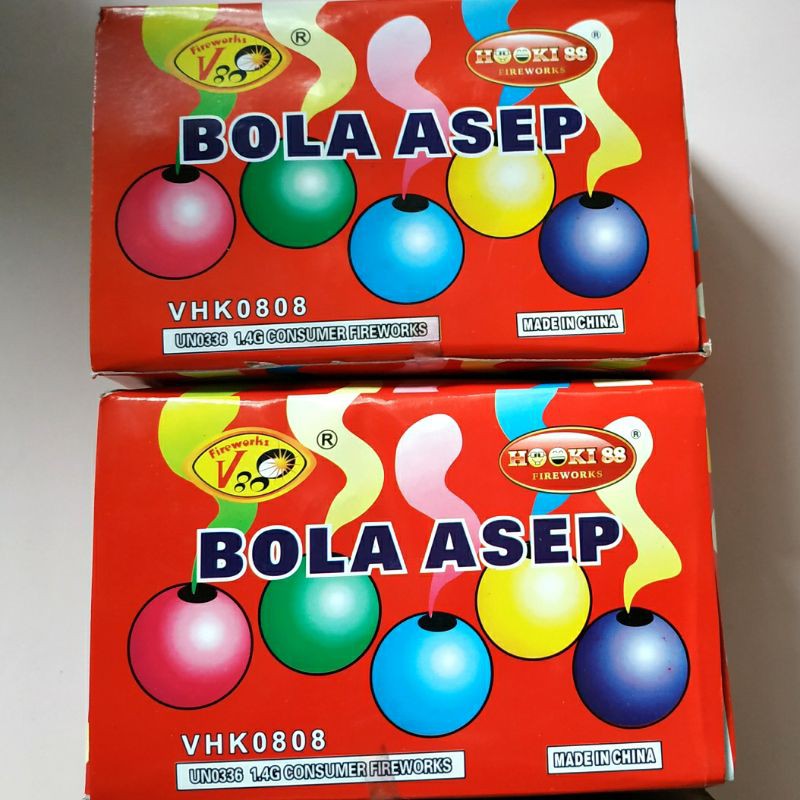 Fireworks
V88
®
HOOKI 88
FIREWORKS
®
BOLA ASEP
VHK0808
UN0336 1.4G CONSUMER FIREWORKS
MADE IN CHINA
Fireworks
V88
®
HOOKI 88
FIREWORKS
®
BOLA ASEP
VHK0808
UN0336 1.4G CONSUMER FIREWORKS
MADE IN CHINA